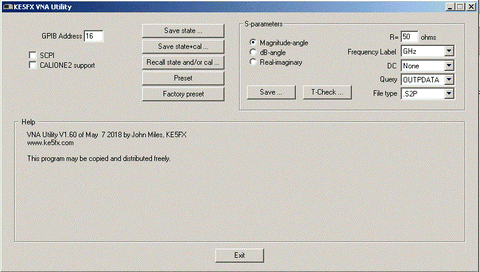 KE5FX VNA Utility
GPIB Address 16
SCPI
CALIONE2 support
Save state ...
Save state+cal ...
Recall state and/or cal ...
Preset
Factory preset
S-parameters
Magnitude-angle
dB-angle
Real-imaginary
R= 50 ohms
Frequency Label GHz
DC None
Query OUTPDATA
File type .S2P
Save ...
T-Check ...
Help
VNA Utility V1.60 of May 7 2018 by John Miles, KE5FX
www.ke5fx.com
This program may be copied and distributed freely.
Exit